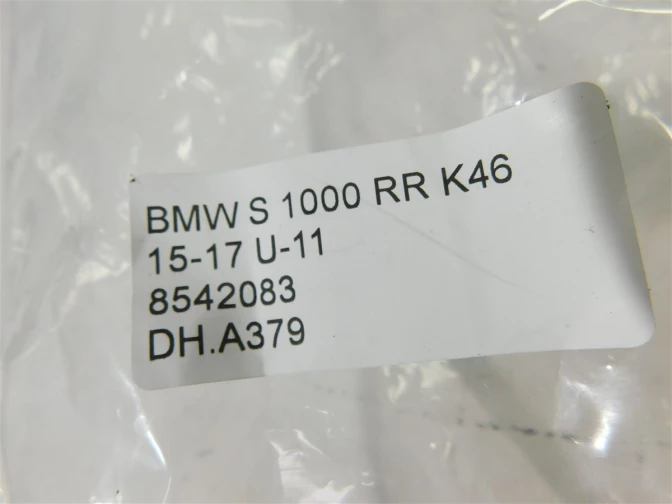 BMW S 1000 RR K46
15-17 U-11
8542083
DH.A379